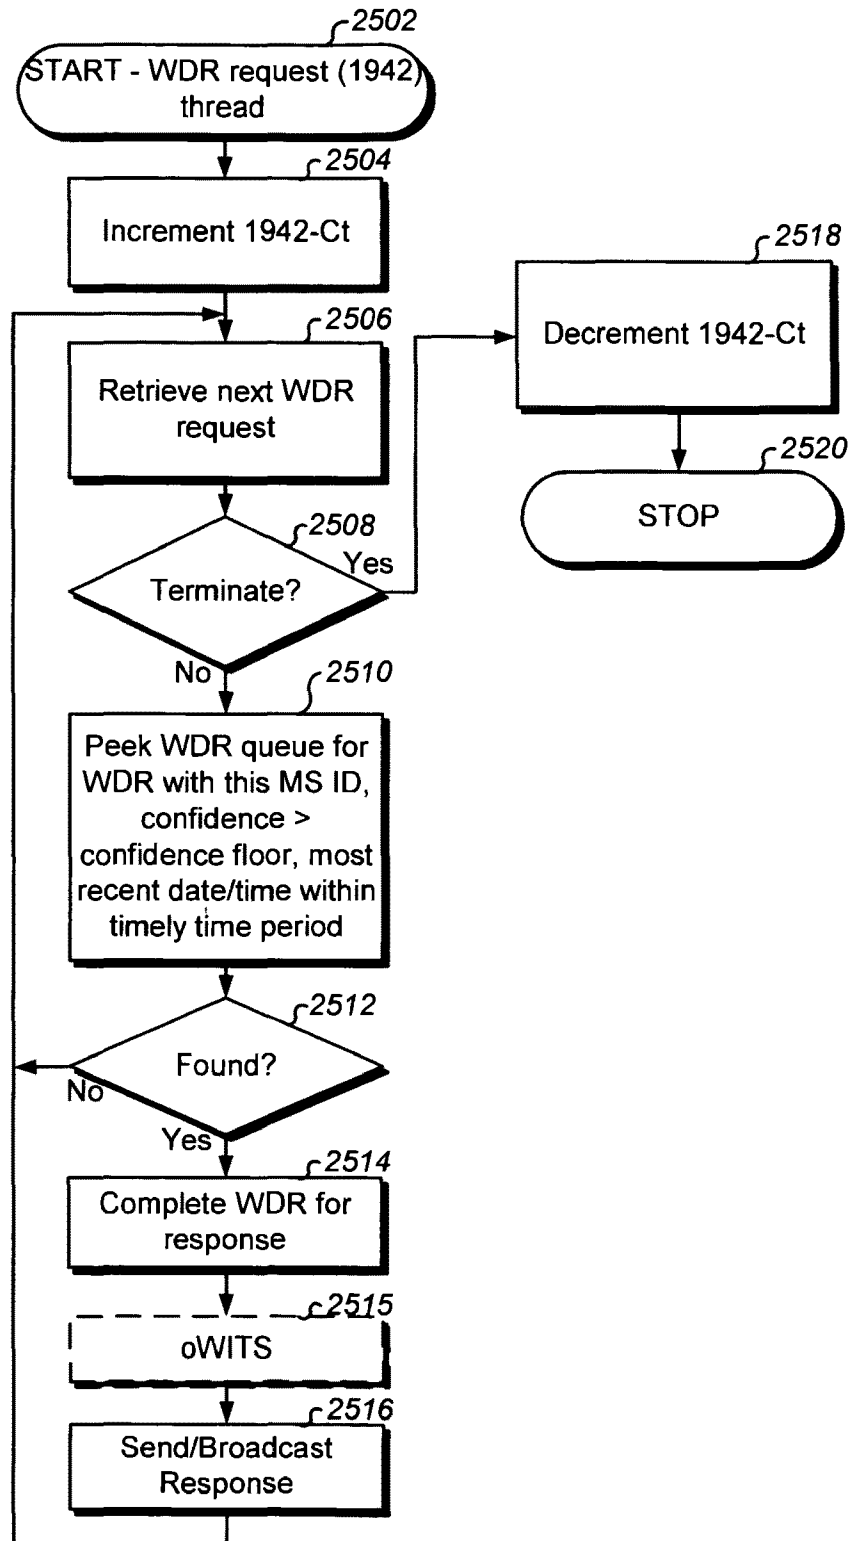 2502
START - WDR request (1942)
thread
2504
Increment 1942-Ct
2506
Retrieve next WDR
request
2508
Terminate?
Yes
No
2518
Decrement 1942-Ct
2520
STOP
2510
Peek WDR queue for
WDR with this MS ID,
confidence >
confidence floor, most
recent date/time within
timely time period
2512
Found?
No
Yes
2514
Complete WDR for
response
2515
oWITS
2516
Send/Broadcast
Response